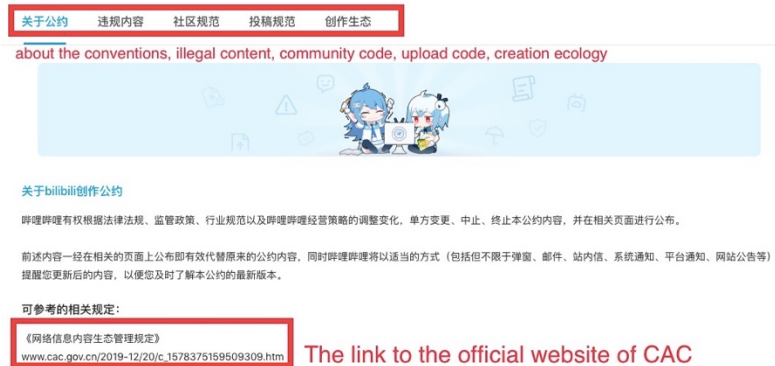 关于公约 违规内容 社区规范 投稿规范 创作生态
about the conventions, illegal content, community code, upload code, creation ecology
关于bilibili创作公约
哔哩哔哩有权根据法律法规、监管政策、行业规范以及哔哩哔哩经营策略的调整变化，单方变更、中止、终止本公约内容，并在相关页面进行公布。
前述内容一经在相关的页面上公布即有效代替原来的公约内容，同时哔哩哔哩将以适当的方式（包括但不限于弹窗、邮件、站内信、系统通知、平台通知、网站公告等）
提醒您更新后的内容，以便您及时了解本公约的最新版本。
可参考的相关规定：
《网络信息内容生态管理规定》
www.cac.gov.cn/2019-12/20/c_1578375159509309.htm
The link to the official website of CAC